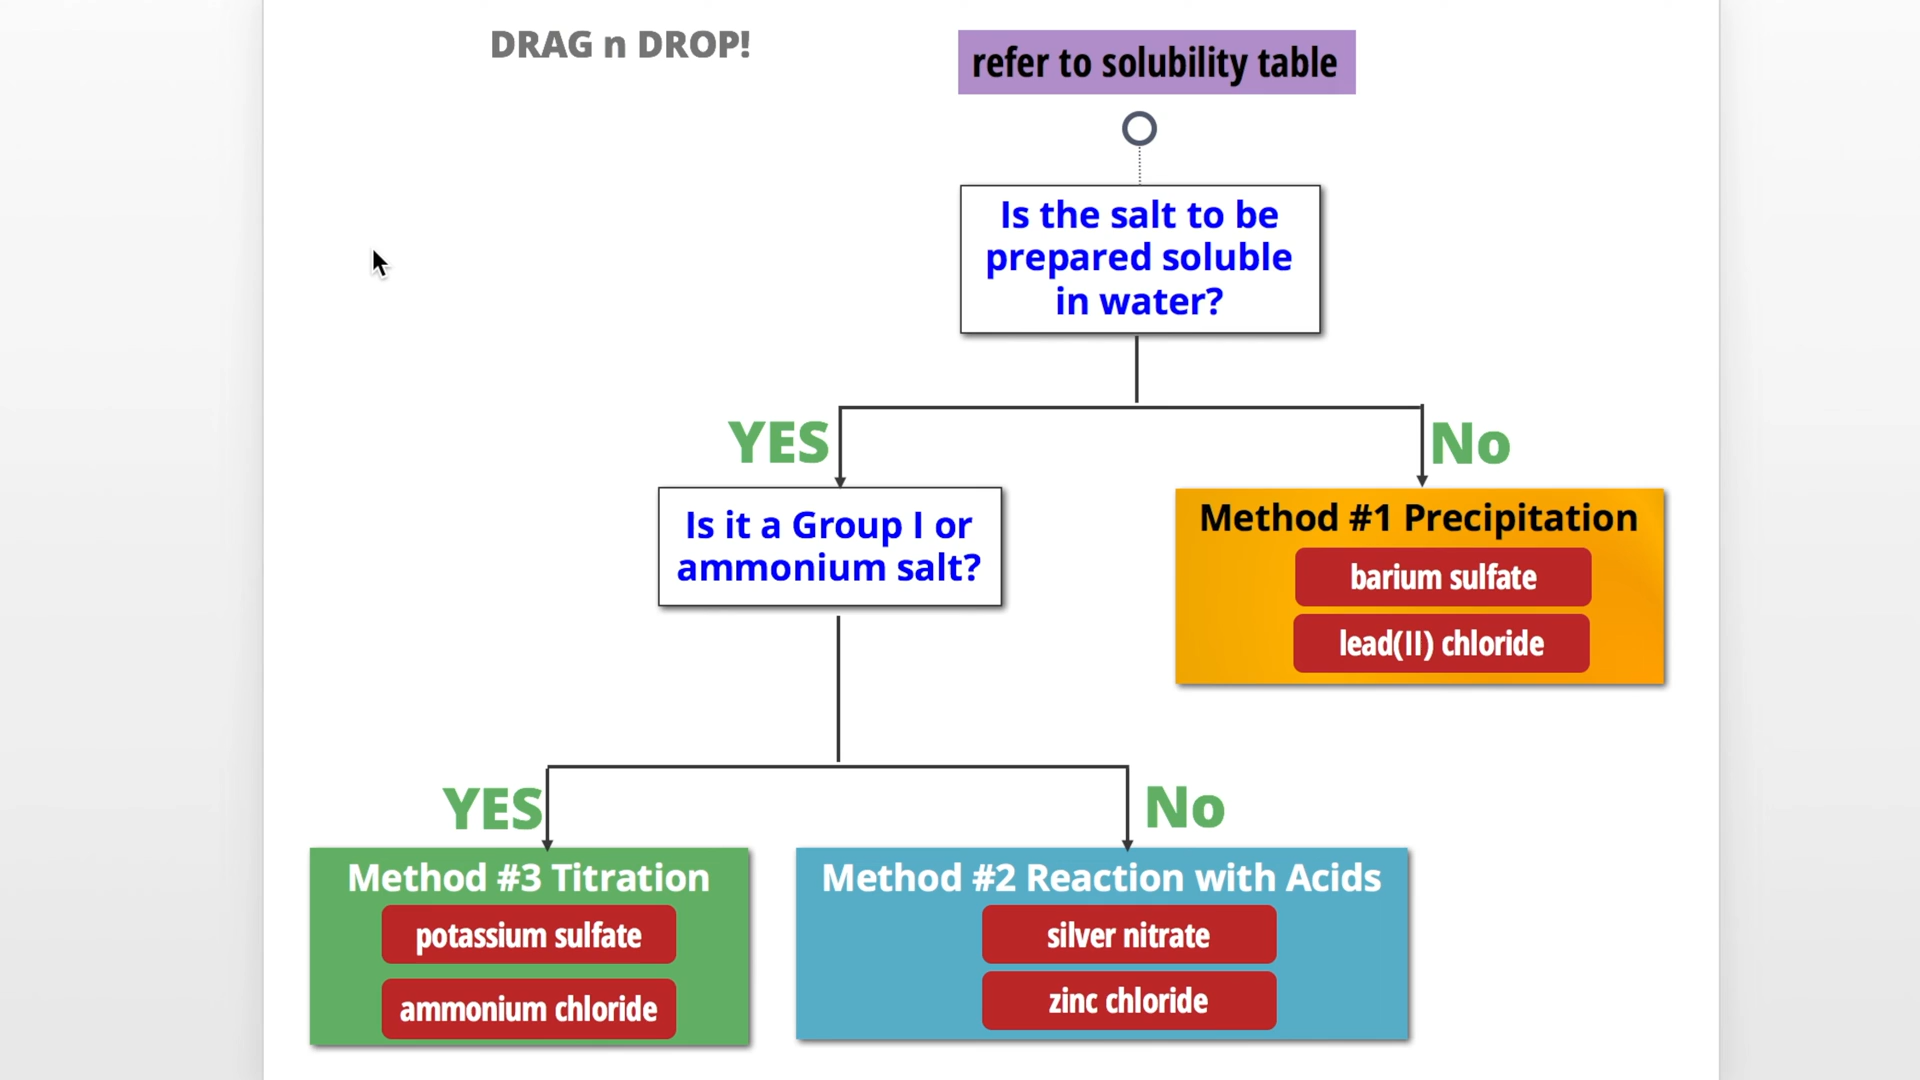 DRAG n DROP!
refer to solubility table
Is the salt to be
prepared soluble
in water?
YES
No
Is it a Group I or
ammonium salt?
Method #1 Precipitation
barium sulfate
lead(II) chloride
YES
No
Method #3 Titration
potassium sulfate
ammonium chloride
Method #2 Reaction with Acids
silver nitrate
zinc chloride